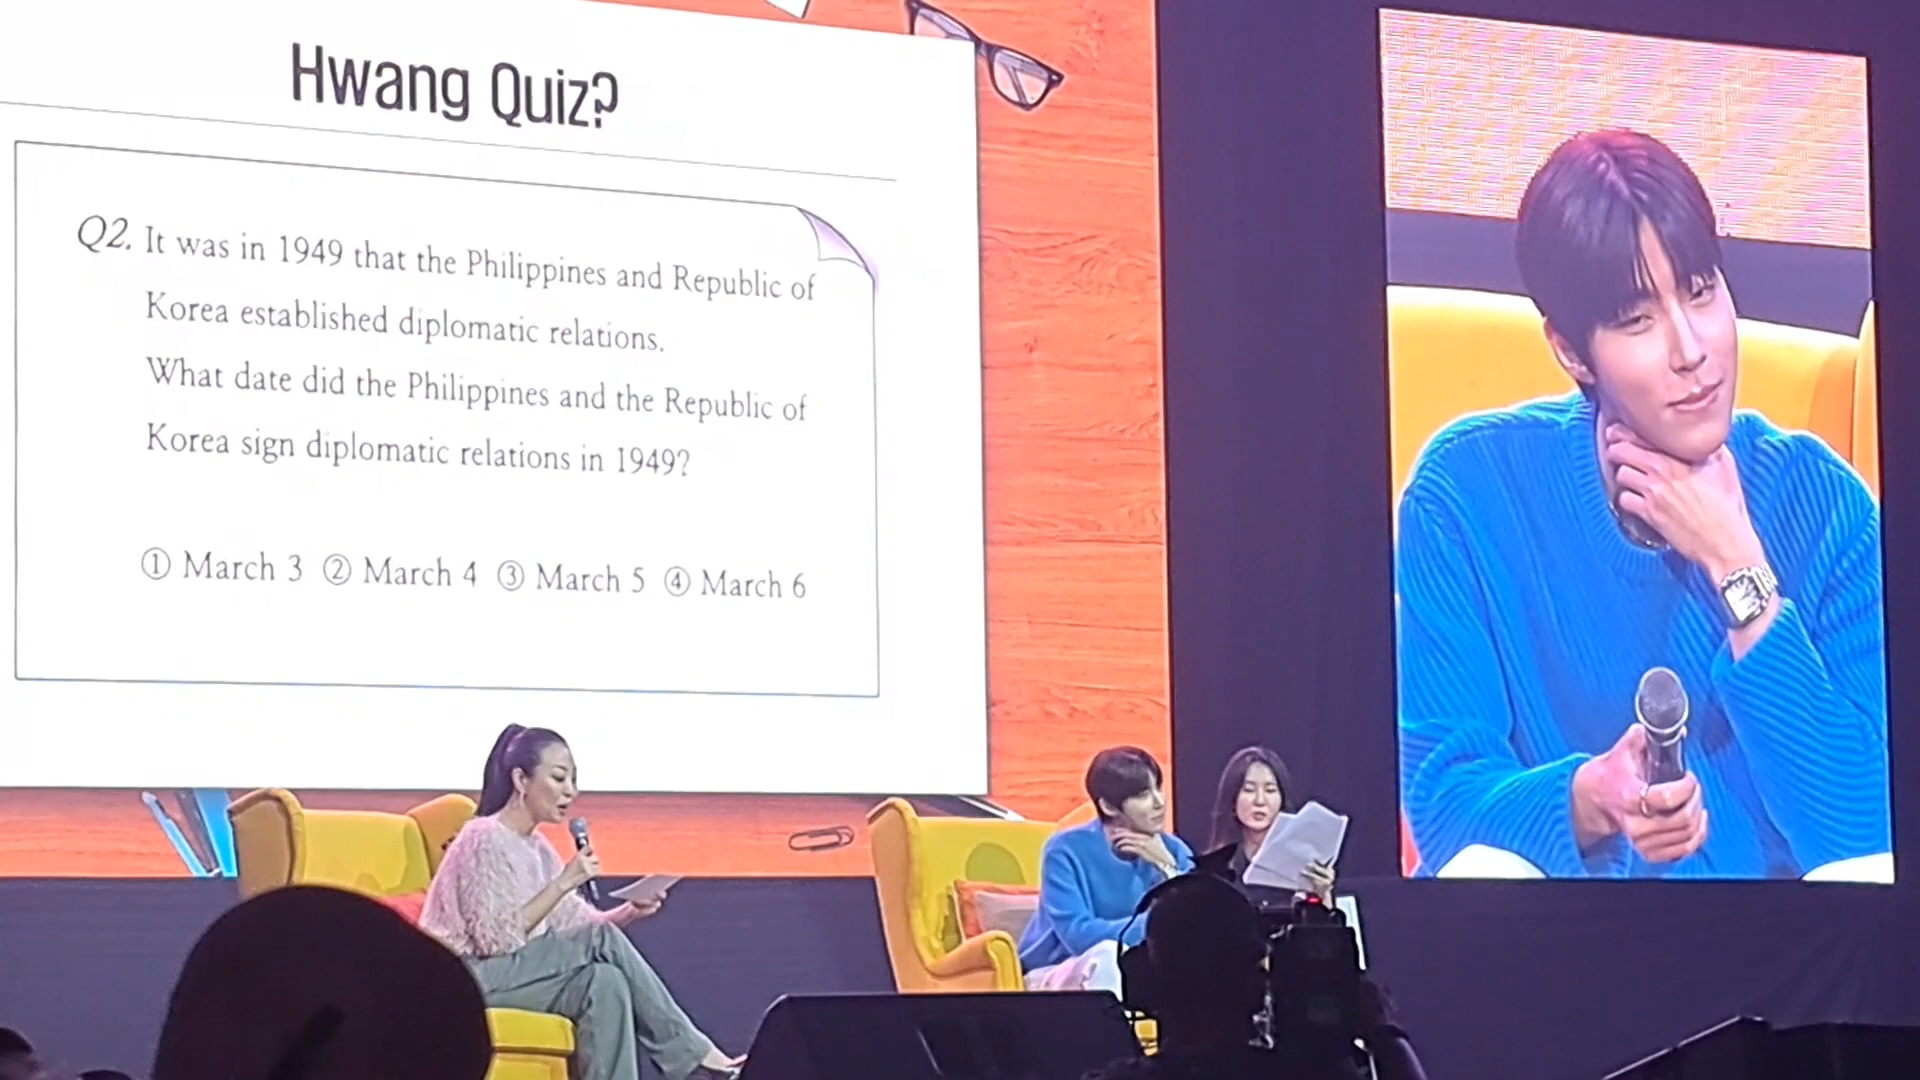 Hwang Quiz?
Q2. It was in 1949 that the Philippines and Republic of
Korea established diplomatic relations.
What date did the Philippines and the Republic of
Korea sign diplomatic relations in 1949?
① March 3 ② March 4 ③ March 5 ④ March 6